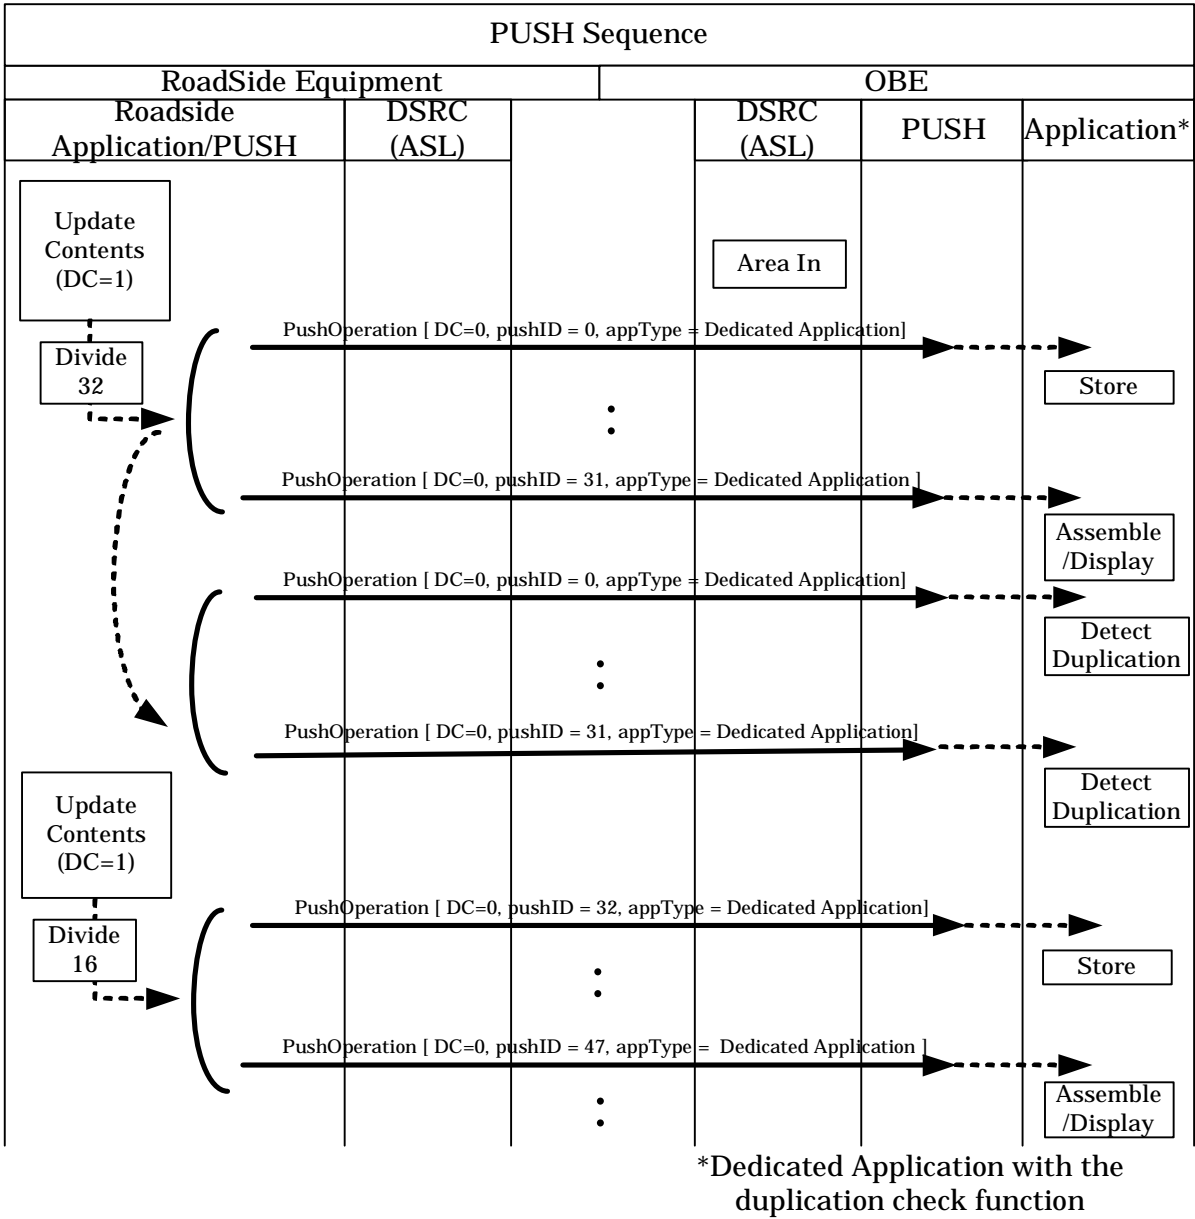 PUSH Sequence
RoadSide Equipment
OBE
Roadside
Application/PUSH
DSRC
(ASL)
DSRC
(ASL)
PUSH
Application*
Update
Contents
(DC=1)
Area In
PushOperation [ DC=0, pushID = 0, appType = Dedicated Application]
Divide
32
Store
:
PushOperation [ DC=0, pushID = 31, appType = Dedicated Application ]
Assemble
/Display
PushOperation [ DC=0, pushID = 0, appType = Dedicated Application]
Detect
Duplication
:
PushOperation [ DC=0, pushID = 31, appType = Dedicated Application]
Detect
Duplication
Update
Contents
(DC=1)
PushOperation [ DC=0, pushID = 32, appType = Dedicated Application]
Divide
16
Store
:
PushOperation [ DC=0, pushID = 47, appType =  Dedicated Application ]
Assemble
/Display
:
*Dedicated Application with the
duplication check function